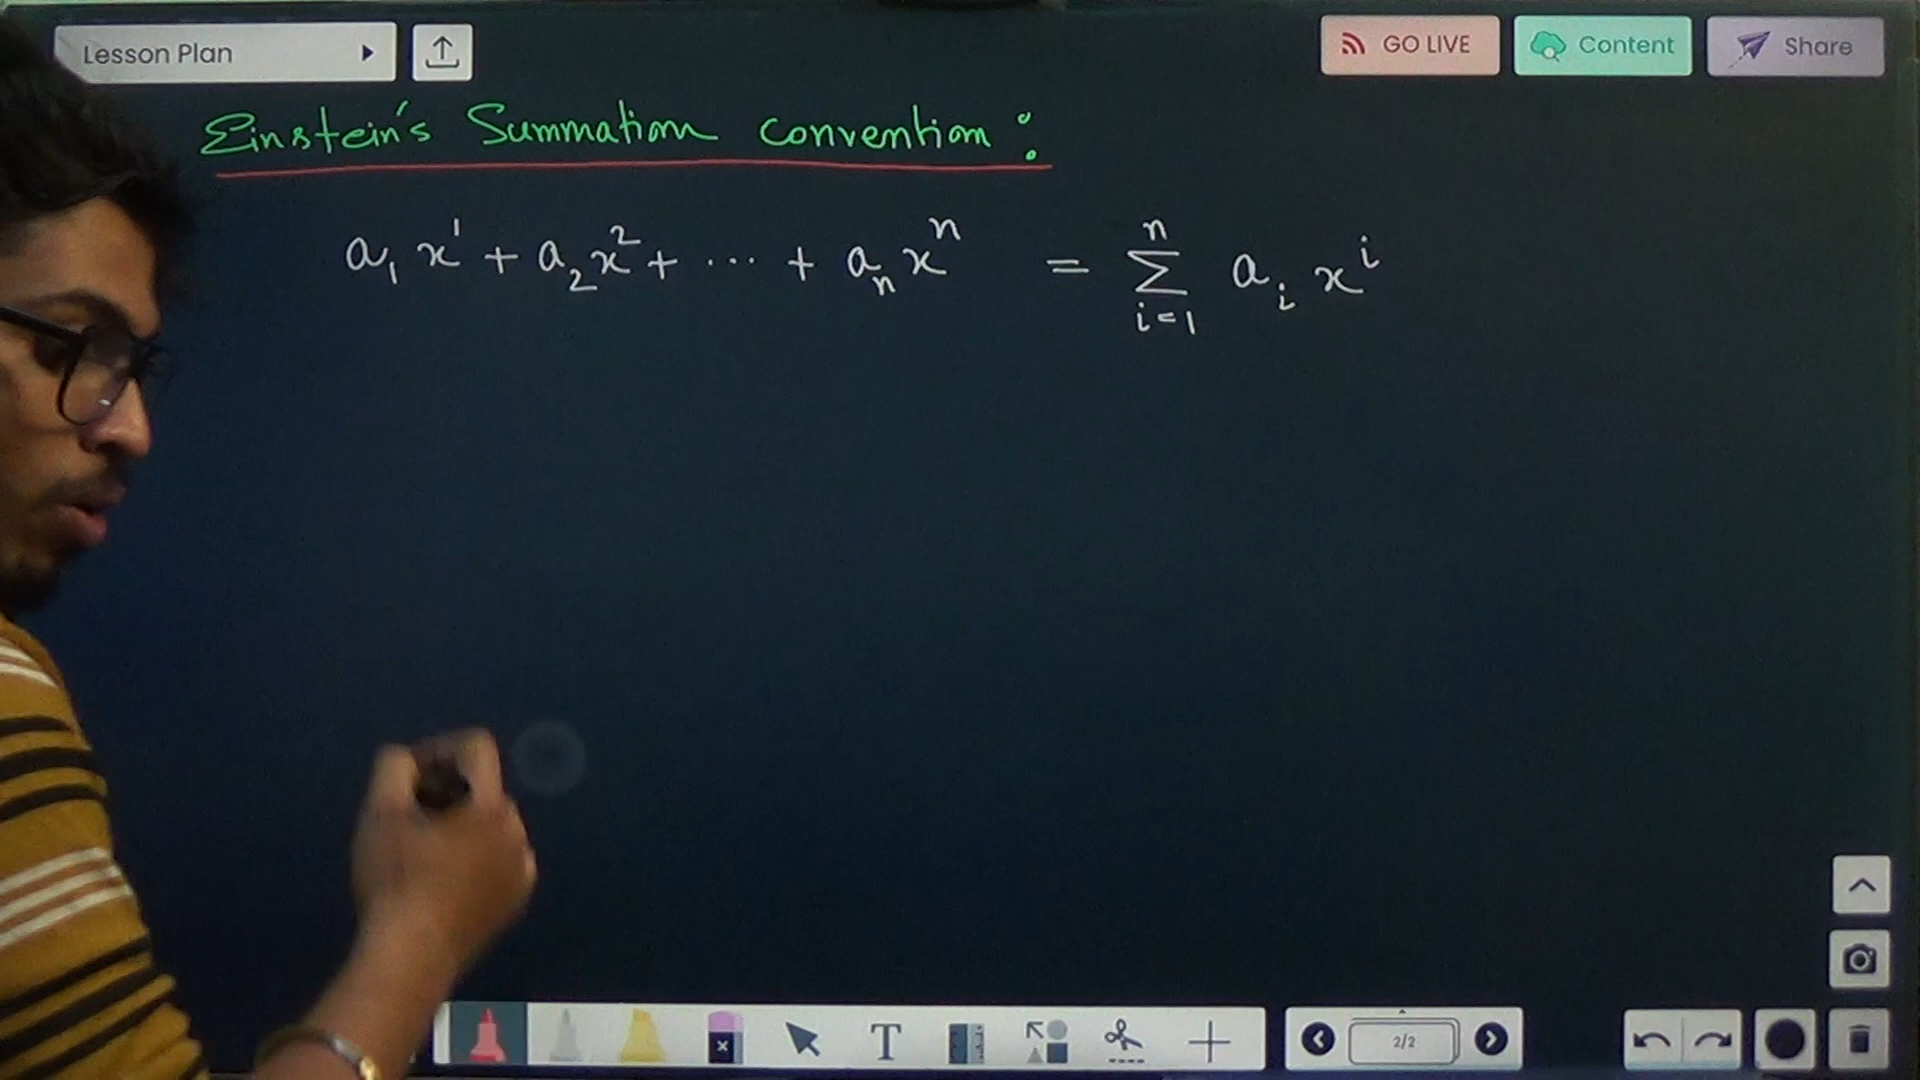 Lesson Plan
GO LIVE
Content
Share
Einstein's Summation convention :
a₁ x¹ + a₂ x² + ··· + aₙ xⁿ = ∑ⁿᵢ₌₁ aᵢ xⁱ
T
2/2